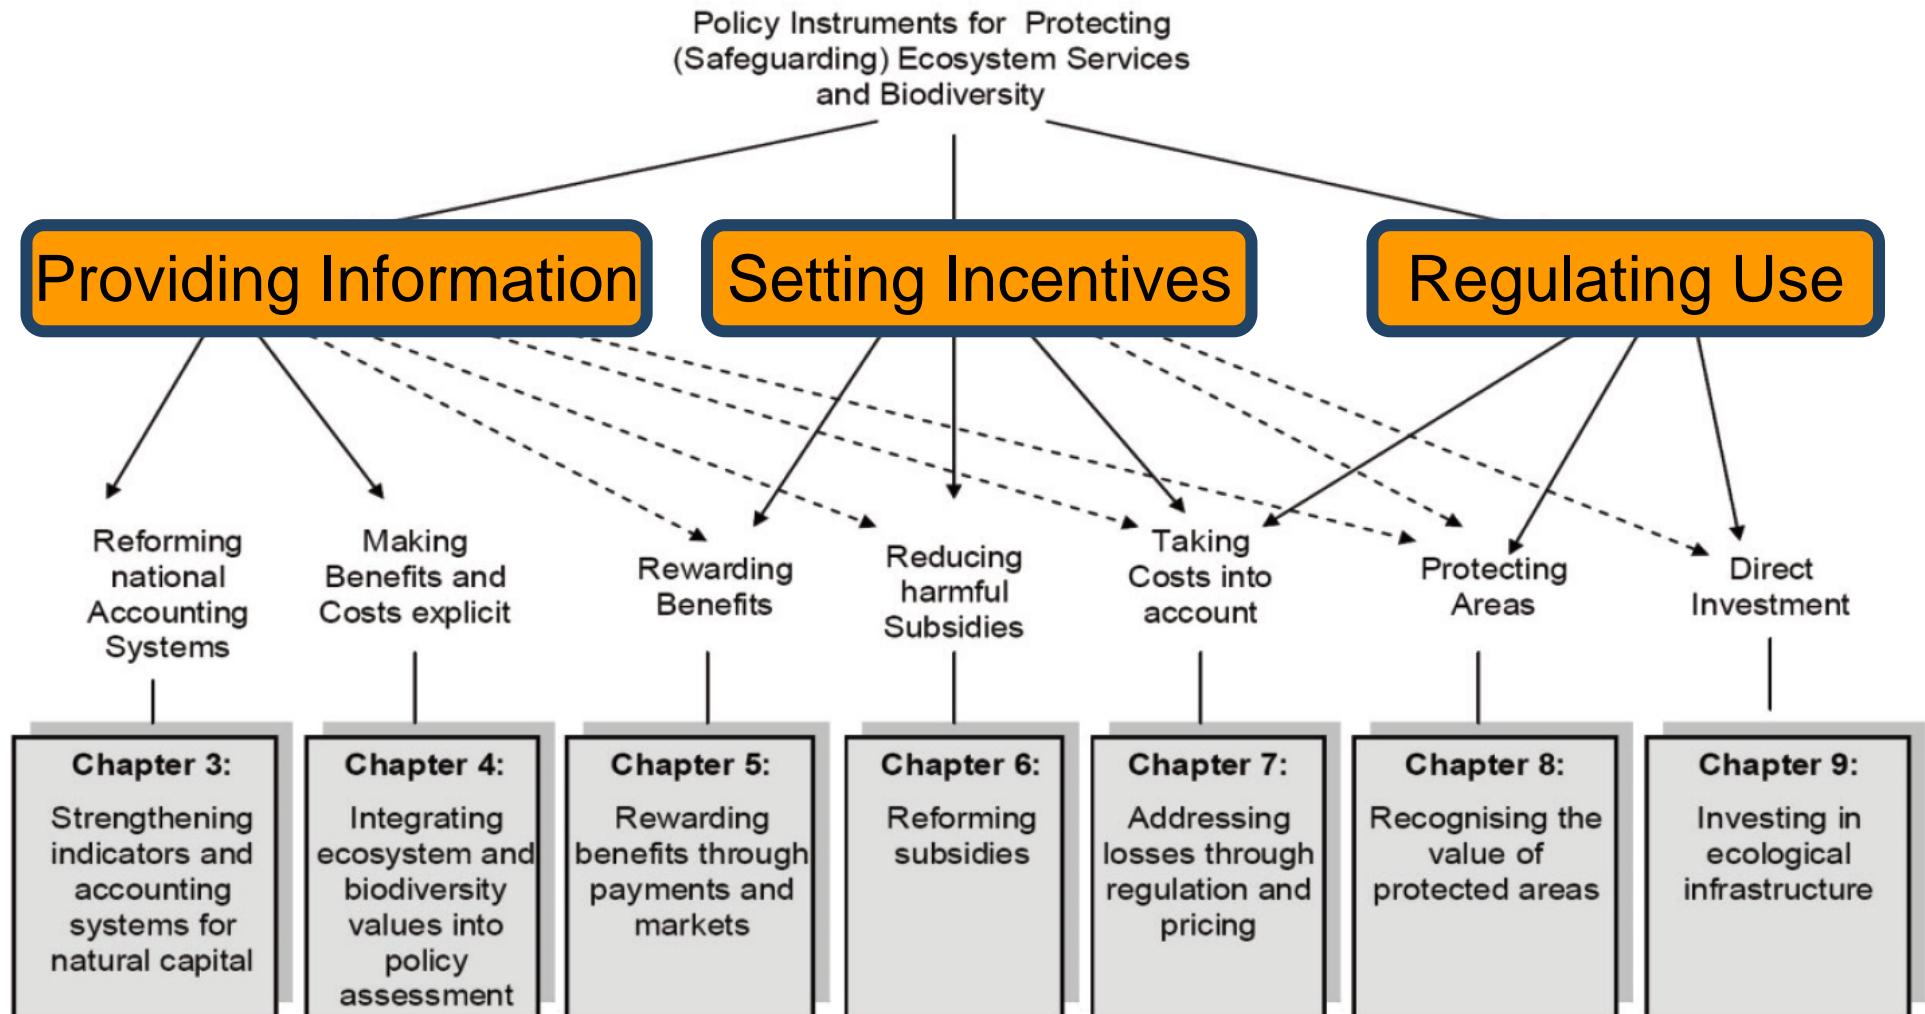 Policy Instruments for Protecting
(Safeguarding) Ecosystem Services
and Biodiversity
Providing Information
Setting Incentives
Regulating Use
Reforming
national
Accounting
Systems
Making
Benefits and
Costs explicit
Rewarding
Benefits
Reducing
harmful
Subsidies
Taking
Costs into
account
Protecting
Areas
Direct
Investment
Chapter 3:
Strengthening
indicators and
accounting
systems for
natural capital
Chapter 4:
Integrating
ecosystem and
biodiversity
values into
policy
assessment
Chapter 5:
Rewarding
benefits through
payments and
markets
Chapter 6:
Reforming
subsidies
Chapter 7:
Addressing
losses through
regulation and
pricing
Chapter 8:
Recognising the
value of
protected areas
Chapter 9:
Investing in
ecological
infrastructure